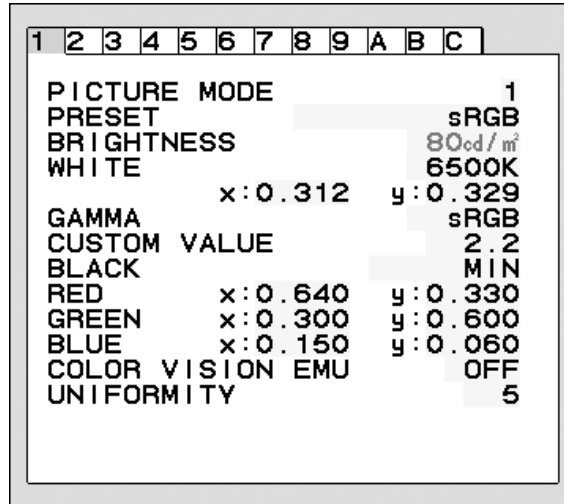 1 2 3 4 5 6 7 8 9 A B C
PICTURE MODE 1
PRESET sRGB
BRIGHTNESS 80cd/㎡
WHITE 6500K
x:0.312 y:0.329
GAMMA sRGB
CUSTOM VALUE 2.2
BLACK MIN
RED x:0.640 y:0.330
GREEN x:0.300 y:0.600
BLUE x:0.150 y:0.060
COLOR VISION EMU OFF
UNIFORMITY 5